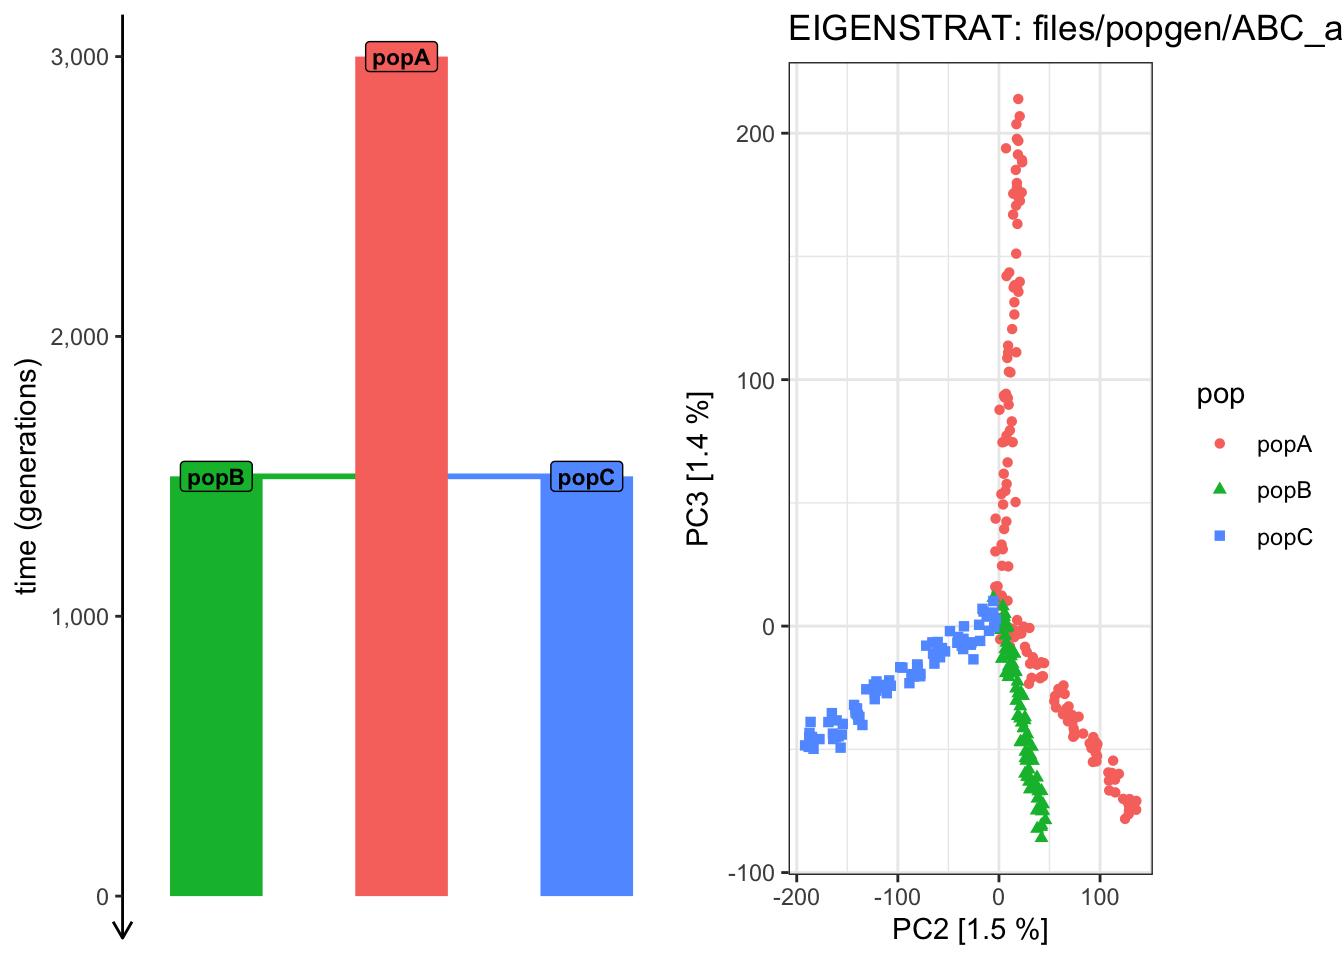 3,000
2,000
1,000
0
time (generations)
popA
popB
popC
EIGENSTRAT: files/popgen/ABC_a
200
100
0
-100
PC3 [1.4 %]
-200
-100
0
100
PC2 [1.5 %]
pop
popA
popB
popC